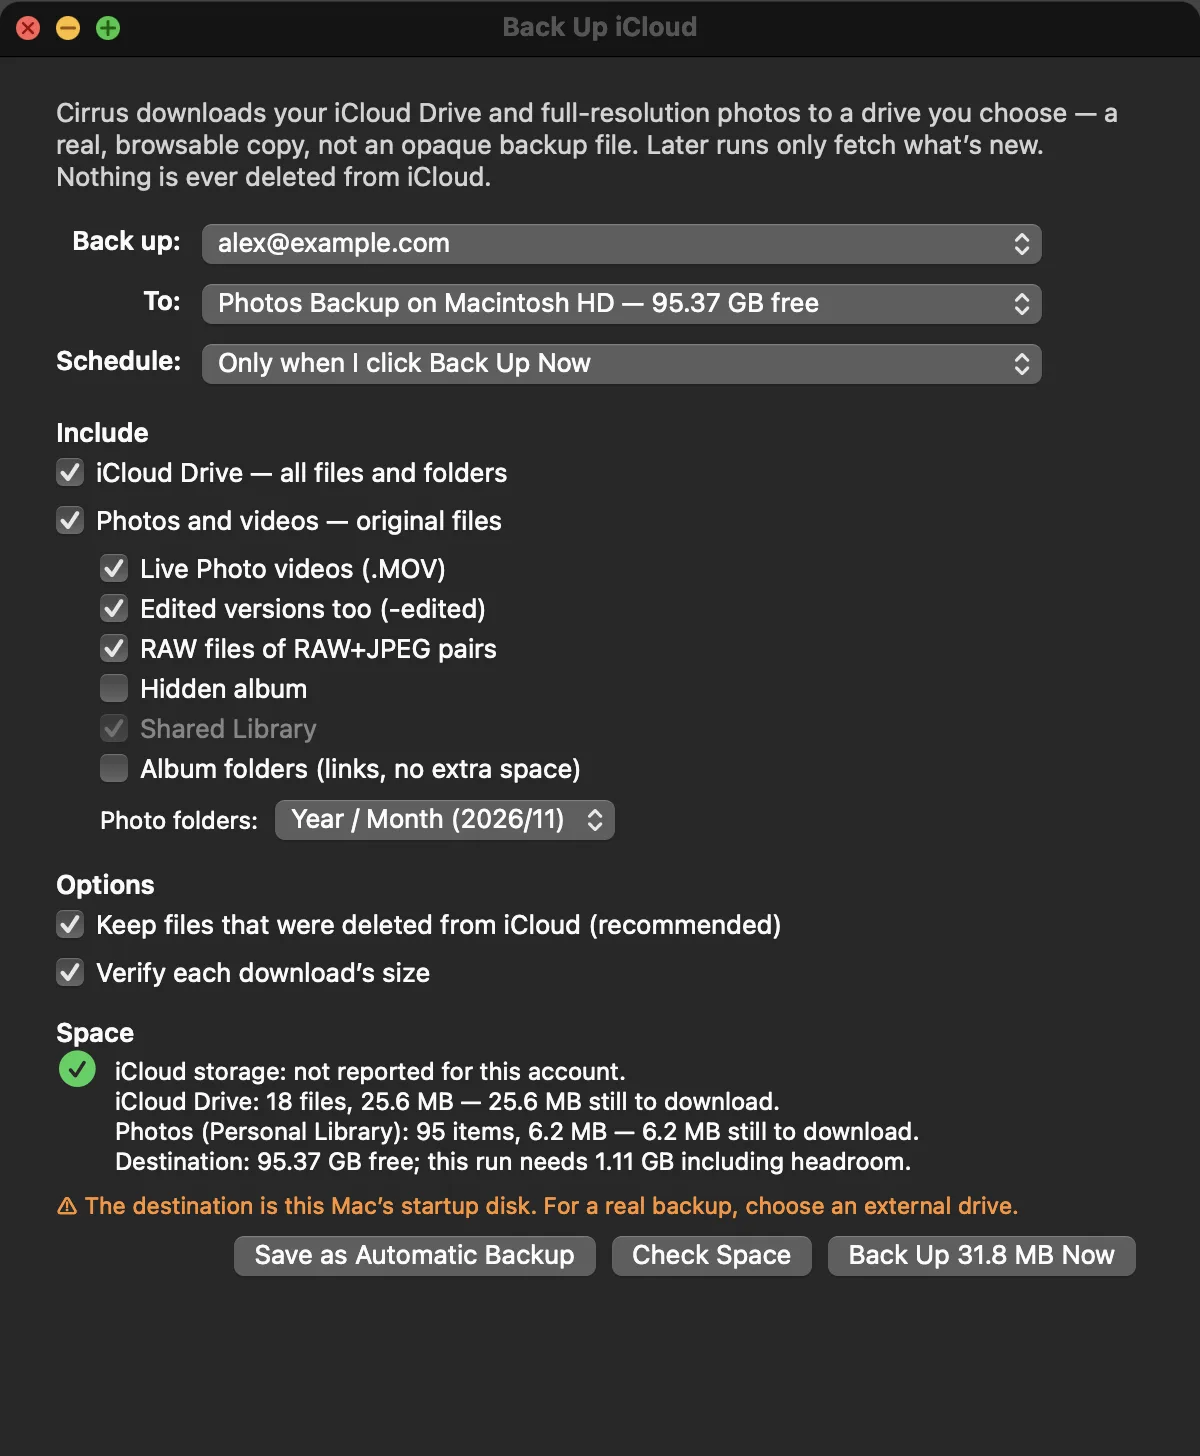 Back Up iCloud
Cirrus downloads your iCloud Drive and full-resolution photos to a drive you choose — a
real, browsable copy, not an opaque backup file. Later runs only fetch what’s new.
Nothing is ever deleted from iCloud.
Back up: alex@example.com
To: Photos Backup on Macintosh HD — 95.37 GB free
Schedule: Only when I click Back Up Now
Include
iCloud Drive — all files and folders
Photos and videos — original files
Live Photo videos (.MOV)
Edited versions too (-edited)
RAW files of RAW+JPEG pairs
Hidden album
Shared Library
Album folders (links, no extra space)
Photo folders: Year / Month (2026/11)
Options
Keep files that were deleted from iCloud (recommended)
Verify each download’s size
Space
iCloud storage: not reported for this account.
iCloud Drive: 18 files, 25.6 MB — 25.6 MB still to download.
Photos (Personal Library): 95 items, 6.2 MB — 6.2 MB still to download.
Destination: 95.37 GB free; this run needs 1.11 GB including headroom.
⚠ The destination is this Mac’s startup disk. For a real backup, choose an external drive.
Save as Automatic Backup Check Space Back Up 31.8 MB Now